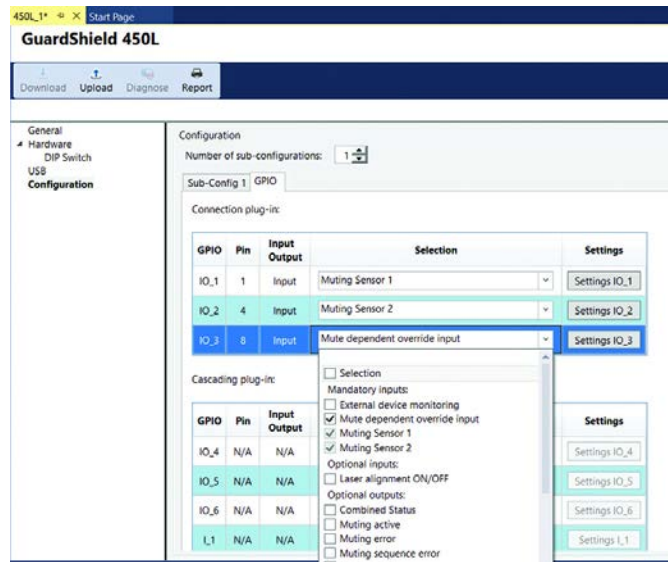 450L_1* Start Page
GuardShield 450L
Download Upload Diagnose Report
General
Hardware
DIP Switch
USB
Configuration
Configuration
Number of sub-configurations: 1
Sub-Config 1 GPIO
Connection plug-in:
GPIO Pin Input Output Selection Settings
IO_1 1 Input Muting Sensor 1 Settings IO_1
IO_2 4 Input Muting Sensor 2 Settings IO_2
IO_3 8 Input Mute dependent override input Settings IO_3
Selection
Mandatory inputs:
External device monitoring
Mute dependent override input
Muting Sensor 1
Muting Sensor 2
Optional inputs:
Laser alignment ON/OFF
Optional outputs:
Combined Status
Muting active
Muting error
Muting sequence error
Cascading plug-in:
GPIO Pin Input Output Settings
IO_4 N/A N/A Settings IO_4
IO_5 N/A N/A Settings IO_5
IO_6 N/A N/A Settings IO_6
I_1 N/A N/A Settings I_1